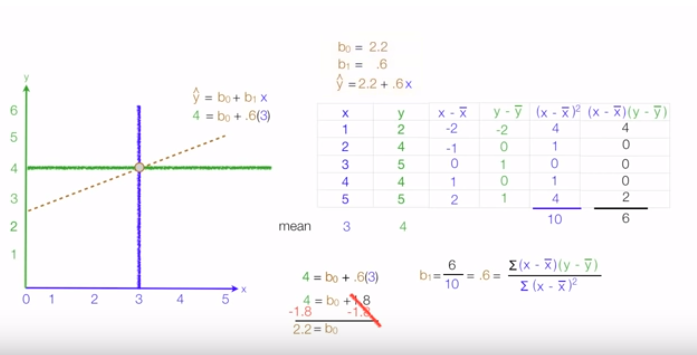 b₀ = 2.2
b₁ = .6
ŷ = 2.2 + .6x
y
ŷ = b₀ + b₁ x
4 = b₀ + .6(3)
6
5
4
3
2
1
0 1 2 3 4 5 x
x y x - x̅ y - y̅ (x - x̅)² (x - x̅)(y - y̅)
1 2 -2 -2 4 4
2 4 -1 0 1 0
3 5 0 1 0 0
4 4 1 0 1 0
5 5 2 1 4 2
mean 3 4 10 6
4 = b₀ + .6(3)
4 = b₀ + 1.8
-1.8 -1.8
2.2 = b₀
b₁ = 6/10 = .6 = Σ(x - x̅)(y - y̅) / Σ (x - x̅)²